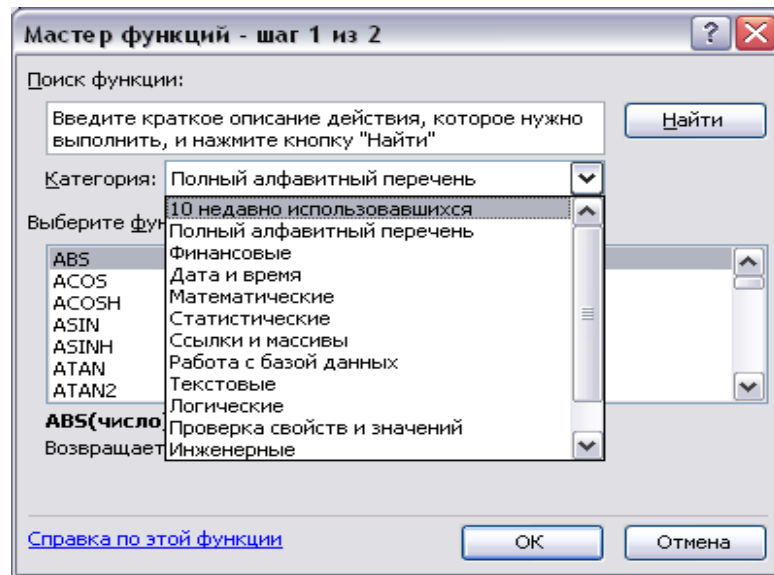 Мастер функций - шаг 1 из 2
Поиск функции:
Введите краткое описание действия, которое нужно
выполнить, и нажмите кнопку "Найти"
Найти
Категория: Полный алфавитный перечень
10 недавно использовавшихся
Полный алфавитный перечень
Финансовые
Дата и время
Математические
Статистические
Ссылки и массивы
Работа с базой данных
Текстовые
Логические
Проверка свойств и значений
Инженерные
Выберите
ABS
ACOS
ACOSH
ASIN
ASINH
ATAN
ATAN2
ABS(число)
Возвращает
Справка по этой функции
ОК
Отмена